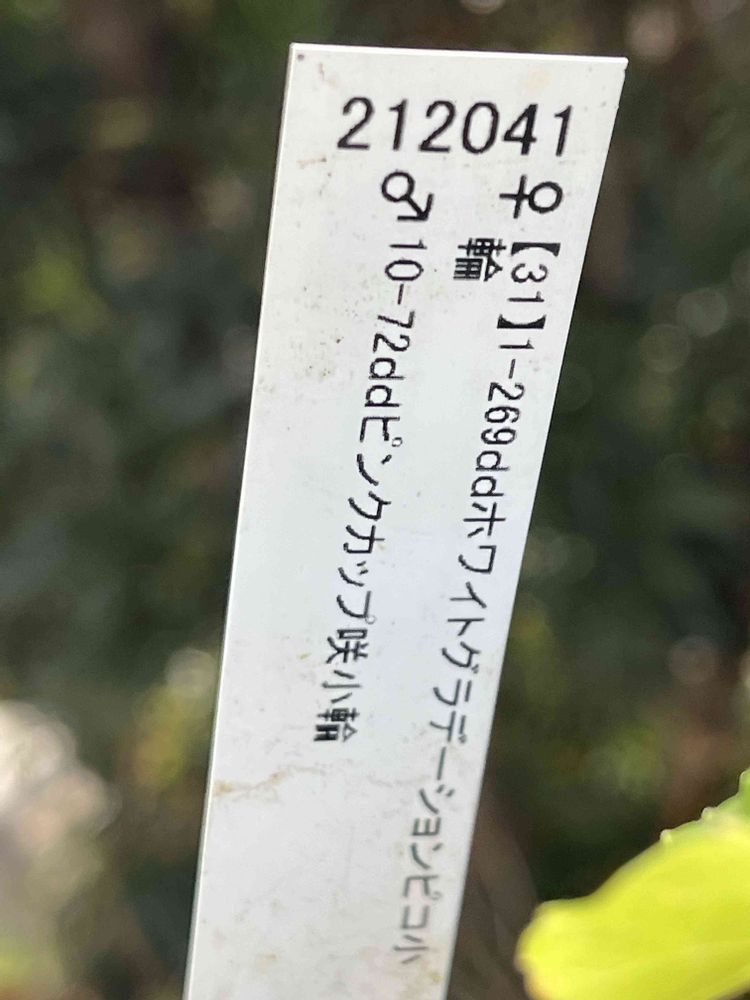 212041
♀【31】1-269ddホワイトグラデーションピコ小
輪
♂10-72ddピンクカップ咲小輪